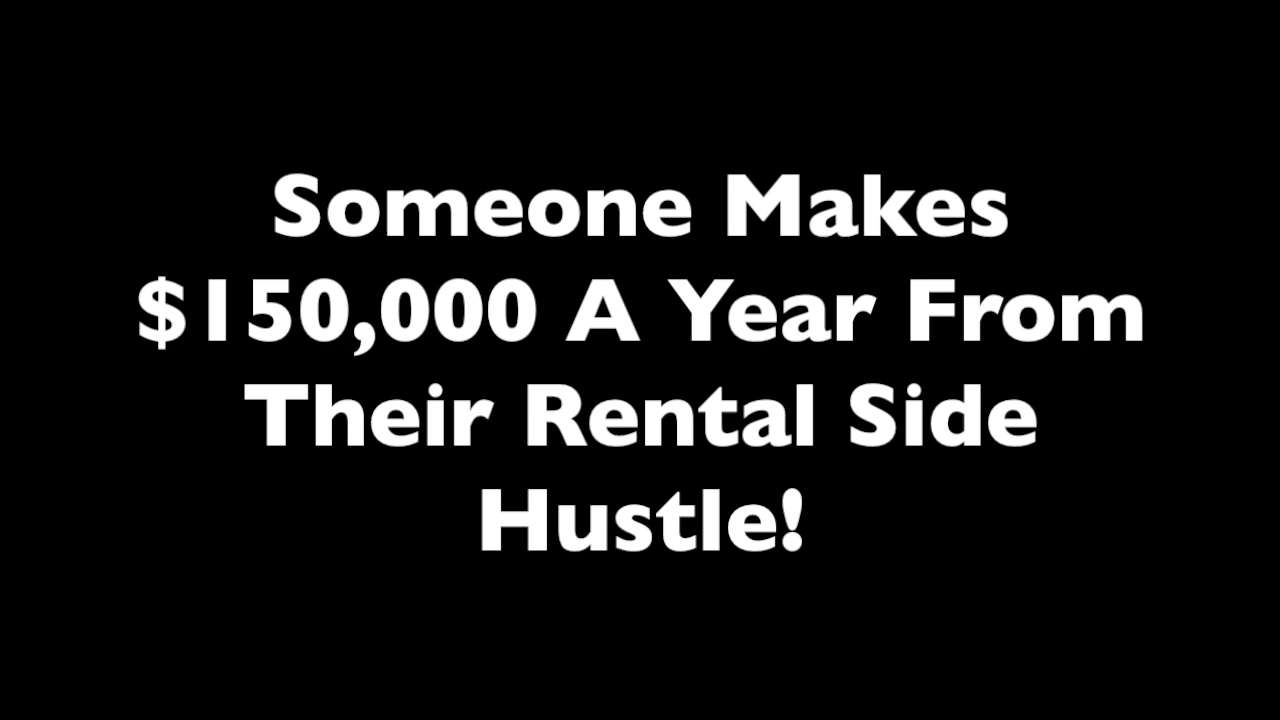 Someone Makes
$150,000 A Year From
Their Rental Side
Hustle!